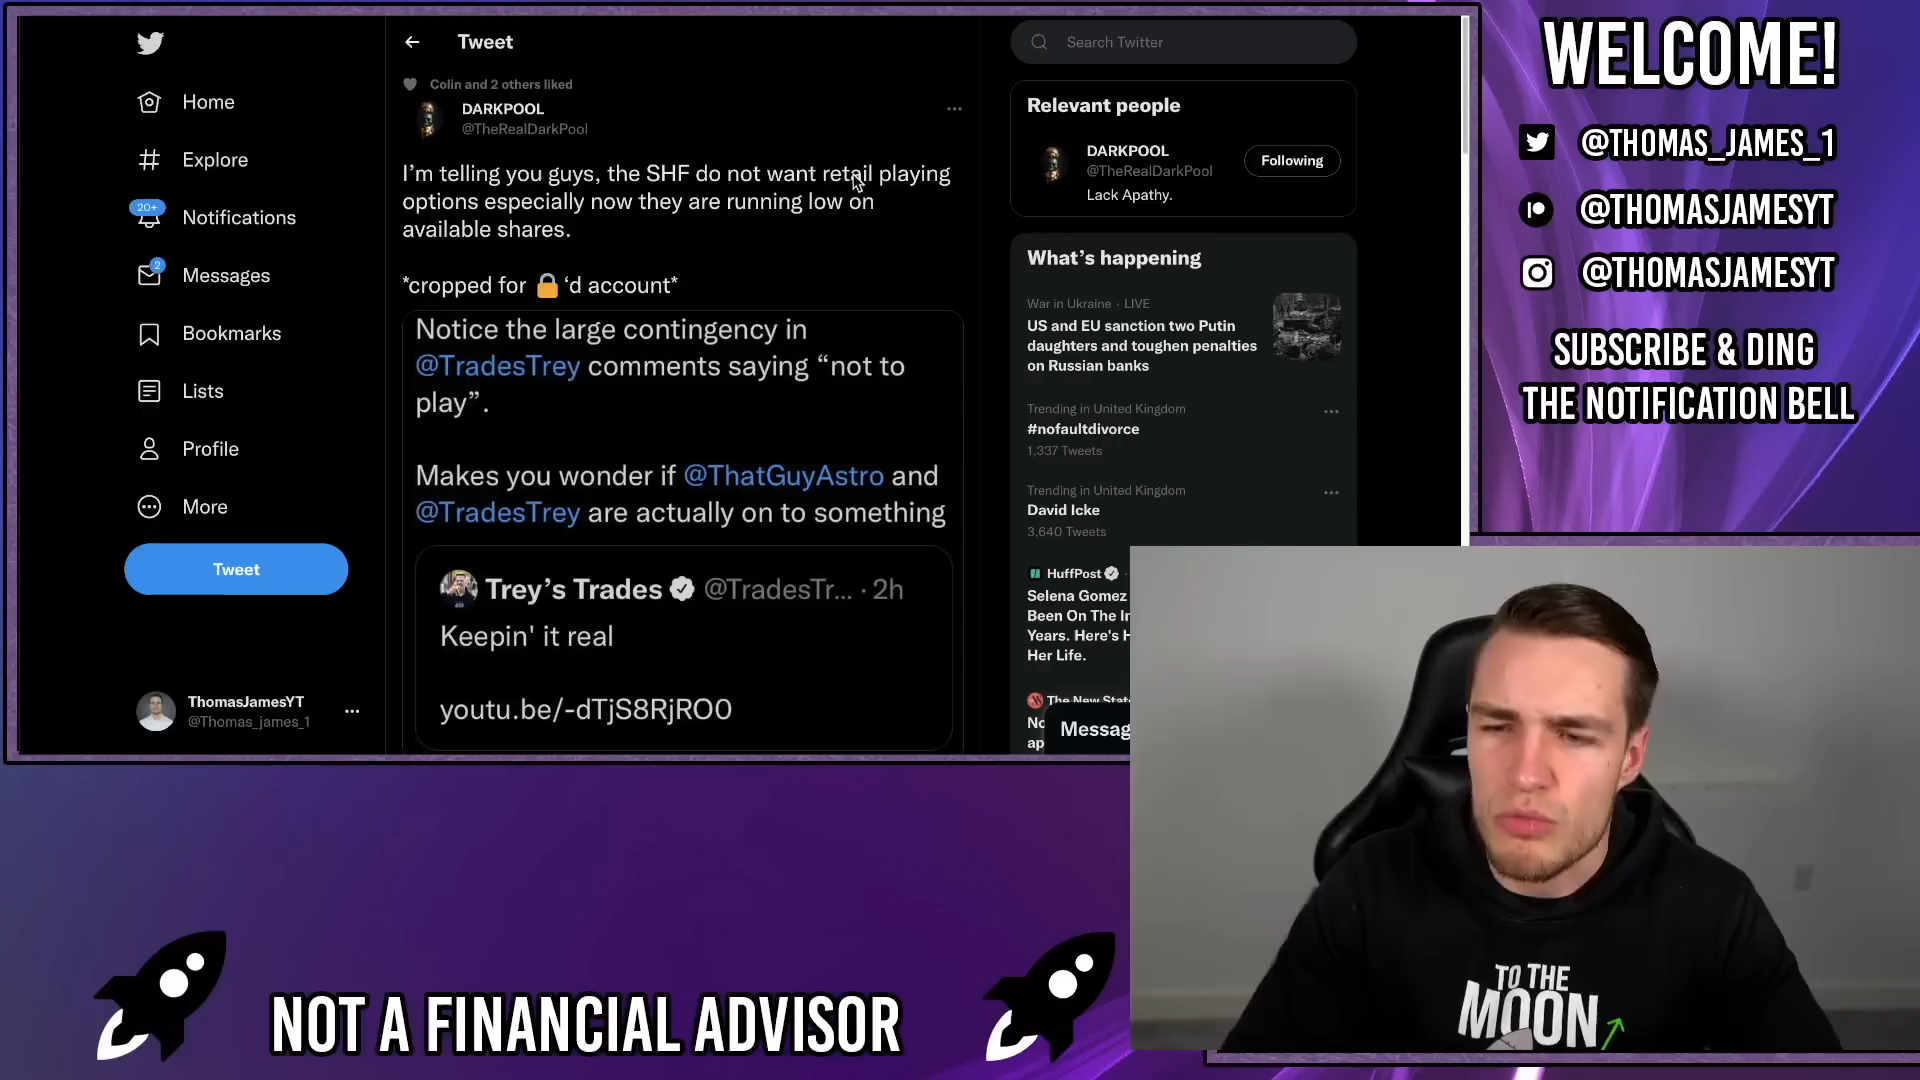 Tweet
Search Twitter
Home
Explore
20+
Notifications
2
Messages
Bookmarks
Lists
Profile
More
Tweet
ThomasJamesYT
@Thomas_james_1
Colin and 2 others liked
DARKPOOL
@TheRealDarkPool
I'm telling you guys, the SHF do not want retail playing
options especially now they are running low on
available shares.
*cropped for 🔒 'd account*
Notice the large contingency in
@TradesTrey comments saying “not to
play”.
Makes you wonder if @ThatGuyAstro and
@TradesTrey are actually on to something
Trey's Trades @TradesTr... · 2h
Keepin' it real
youtu.be/-dTjS8RjRO0
Relevant people
DARKPOOL
@TheRealDarkPool
Following
Lack Apathy.
What's happening
War in Ukraine · LIVE
US and EU sanction two Putin
daughters and toughen penalties
on Russian banks
Trending in United Kingdom
#nofaultdivorce
1,337 Tweets
Trending in United Kingdom
David Icke
3,640 Tweets
HuffPost ·
Selena Gomez
Been On The
Years. Here's
Her Life.
The New
Messag
WELCOME!
@THOMAS_JAMES_1
@THOMASJAMESYT
@THOMASJAMESYT
SUBSCRIBE & DING
THE NOTIFICATION BELL
TO THE
MOON
NOT A FINANCIAL ADVISOR